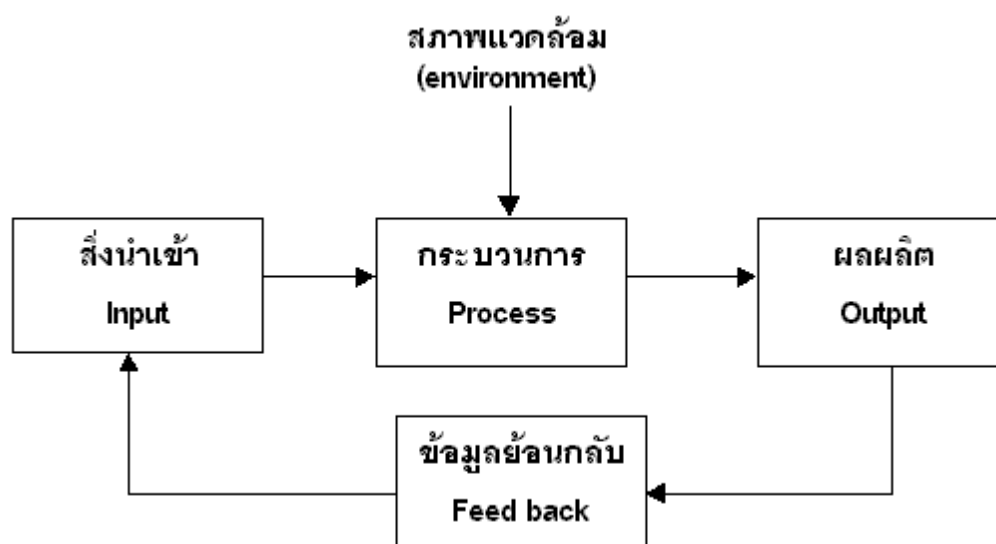 สภาพแวดล้อม
(environment)
สิ่งนำเข้า
Input
กระบวนการ
Process
ผลผลิต
Output
ข้อมูลย้อนกลับ
Feed back